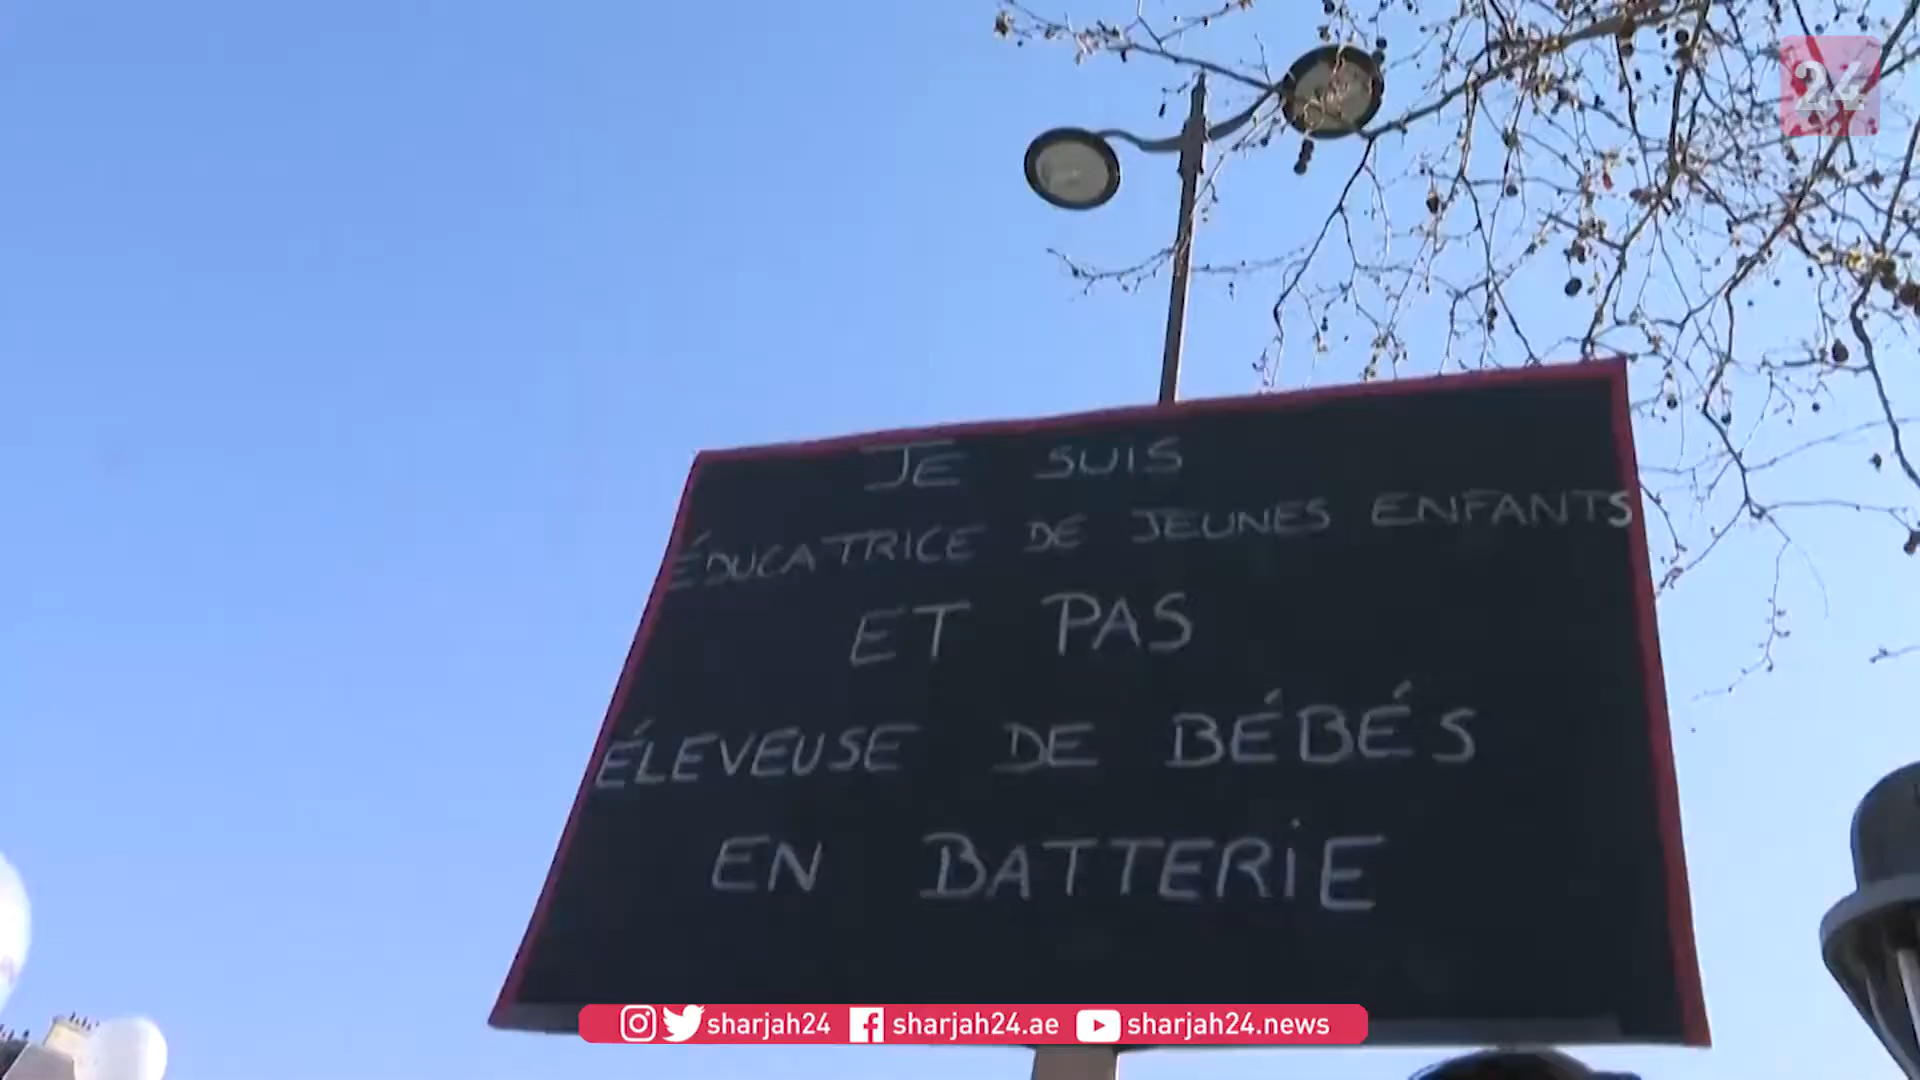 24
JE SUIS
ÉDUCATRICE DE JEUNES ENFANTS
ET PAS
ÉLEVEUSE DE BÉBÉS
EN BATTERIE
sharjah24 sharjah24.ae sharjah24.news